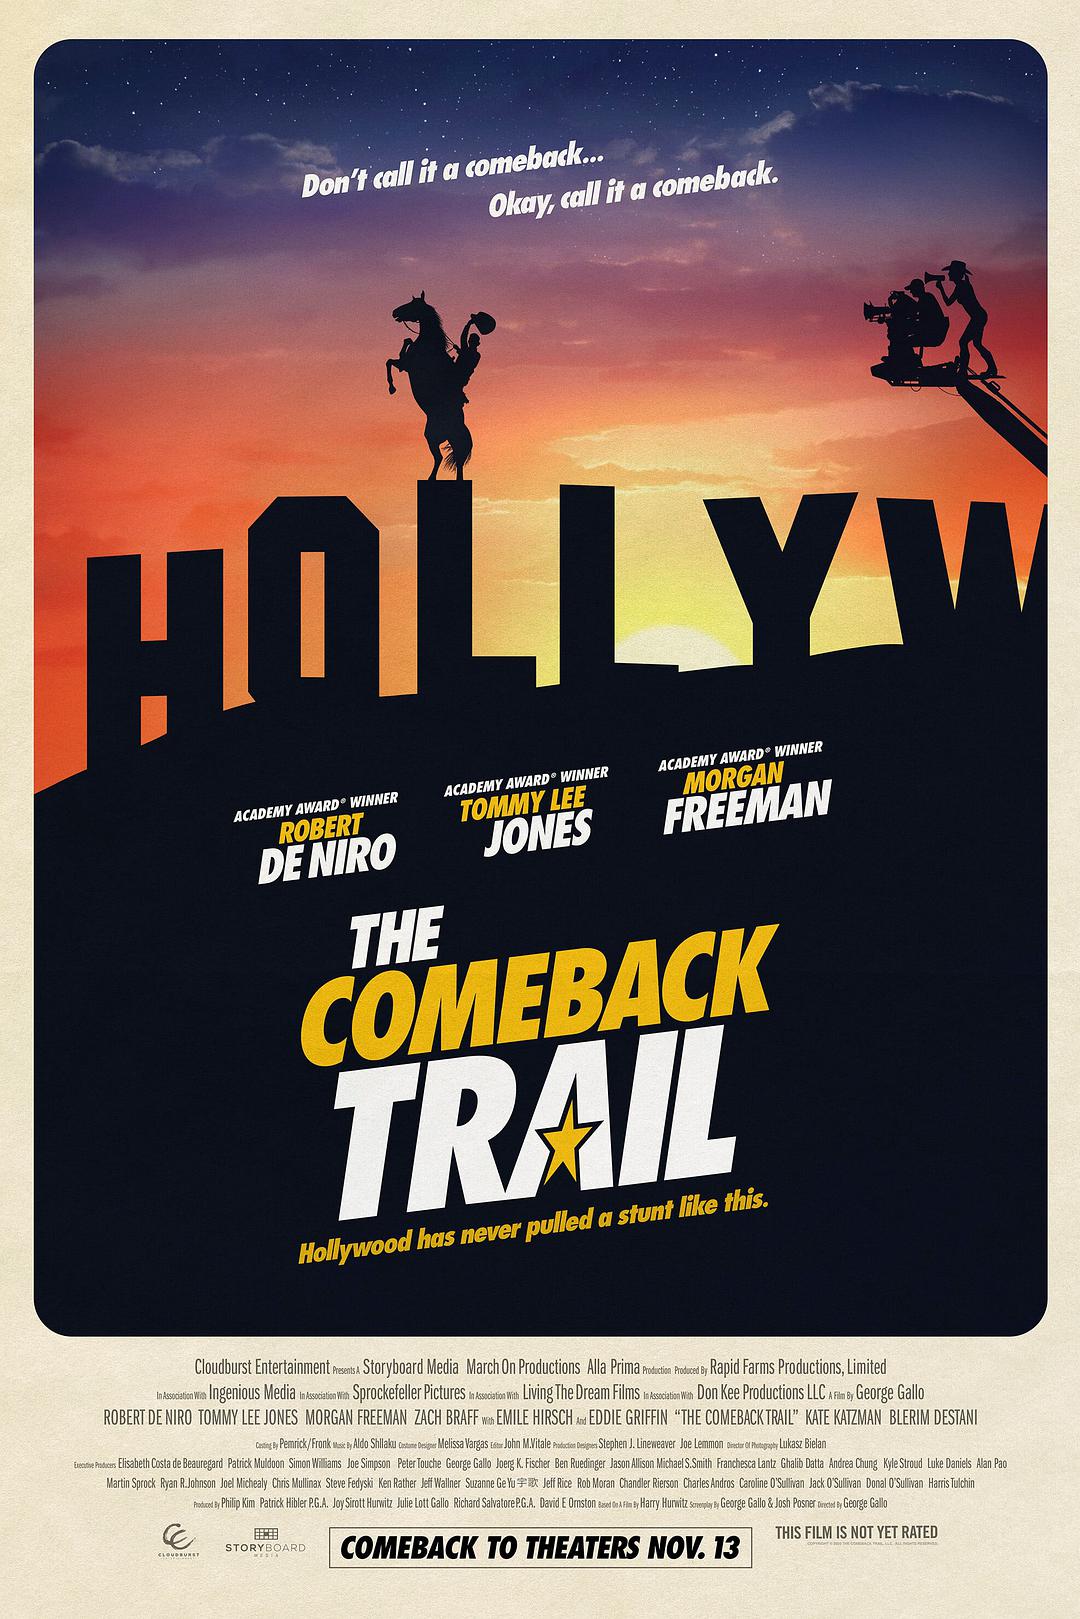 Don't call it a comeback...
Okay, call it a comeback.
HOLLYW
ACADEMY AWARD® WINNER
ROBERT
DE NIRO
ACADEMY AWARD® WINNER
TOMMY LEE
JONES
ACADEMY AWARD® WINNER
MORGAN
FREEMAN
THE
COMEBACK
TRAIL
Hollywood has never pulled a stunt like this.
Cloudburst Entertainment Presents A Storyboard Media March On Productions Alla Prima Production Produced By Rapid Farms Productions, Limited
In Association With Ingenious Media In Association With Sprockefeller Pictures In Association With Living The Dream Films In Association With Don Kee Productions LLC A Film By George Gallo
ROBERT DE NIRO TOMMY LEE JONES MORGAN FREEMAN ZACH BRAFF With EMILE HIRSCH And EDDIE GRIFFIN "THE COMEBACK TRAIL" KATE KATZMAN BLERIM DESTANI
Casting By Pemrick/Fronk Music By Aldo Shllaku Costume Designer Melissa Vargas Editor John M.Vitale Production Designers Stephen J. Lineweaver Joe Lemmon Director Of Photography Lukasz Bielan
Executive Producers Elisabeth Costa de Beauregard Patrick Muldoon Simon Williams Joe Simpson Peter Touche George Gallo Joerg K. Fischer Ben Ruedinger Jason Allison Michael S.Smith Franchesca Lantz Ghalib Datta Andrea Chung Kyle Stroud Luke Daniels Alan Pao
Martin Sprock Ryan R.Johnson Joel Michealy Chris Mullinax Steve Fedyski Ken Rather Jeff Wallner Suzanne Ge Yu 宇歌 Jeff Rice Rob Moran Chandler Rierson Charles Andros Caroline O'Sullivan Jack O'Sullivan Donal O'Sullivan Harris Tulchin
Produced By Philip Kim Patrick Hibler P.G.A. Joy Sirott Hurwitz Julie Lott Gallo Richard Salvatore P.G.A. David E Ornston Based On A Film By Harry Hurwitz Screenplay By George Gallo & Josh Posner Directed By George Gallo
CLOUDBURST
STORYBOARD
MEDIA
COMEBACK TO THEATERS NOV. 13
THIS FILM IS NOT YET RATED
COPYRIGHT © 2020 THE COMEBACK TRAIL, LLC. ALL RIGHTS RESERVED.